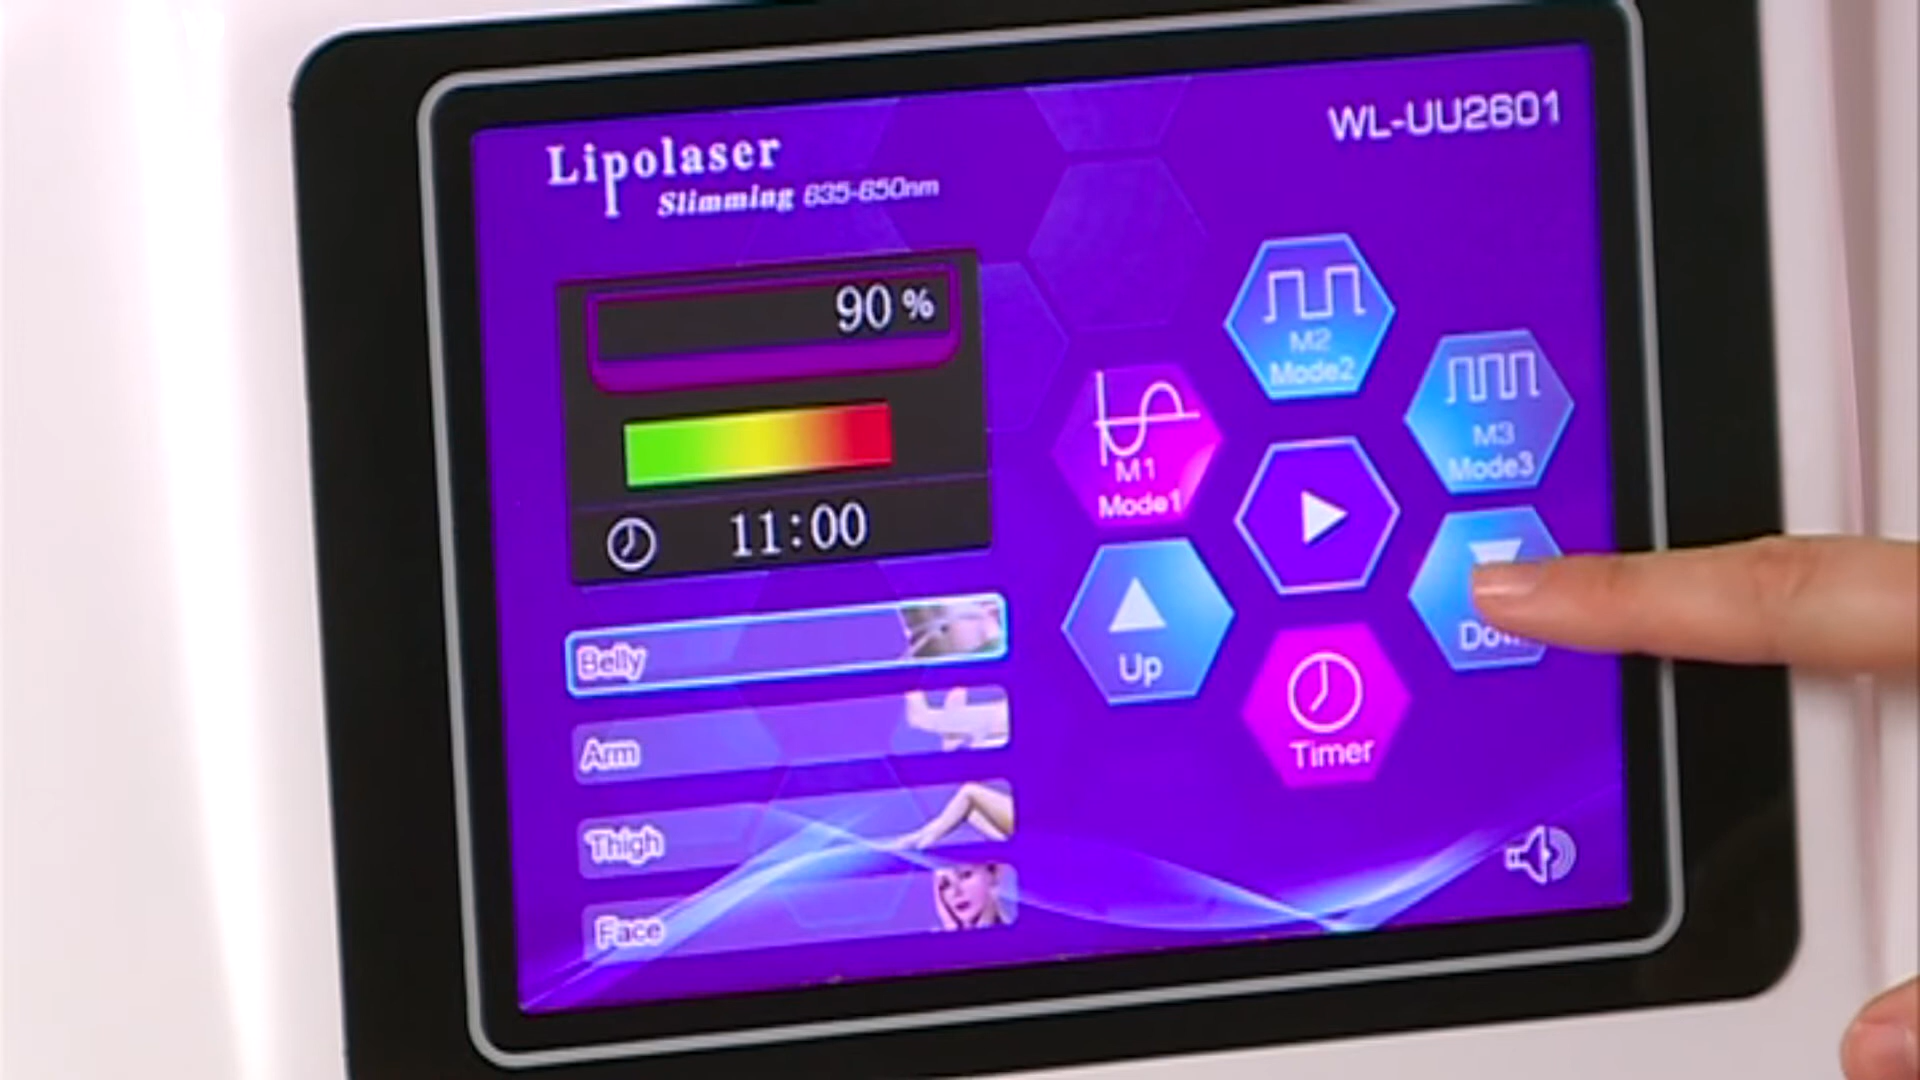 WL-UU2601
Lipolaser
Slimming 635-650nm
90 %
11:00
Belly
Arm
Thigh
Face
M2
Mode2
M3
Mode3
M1
Mode1
Up
Timer